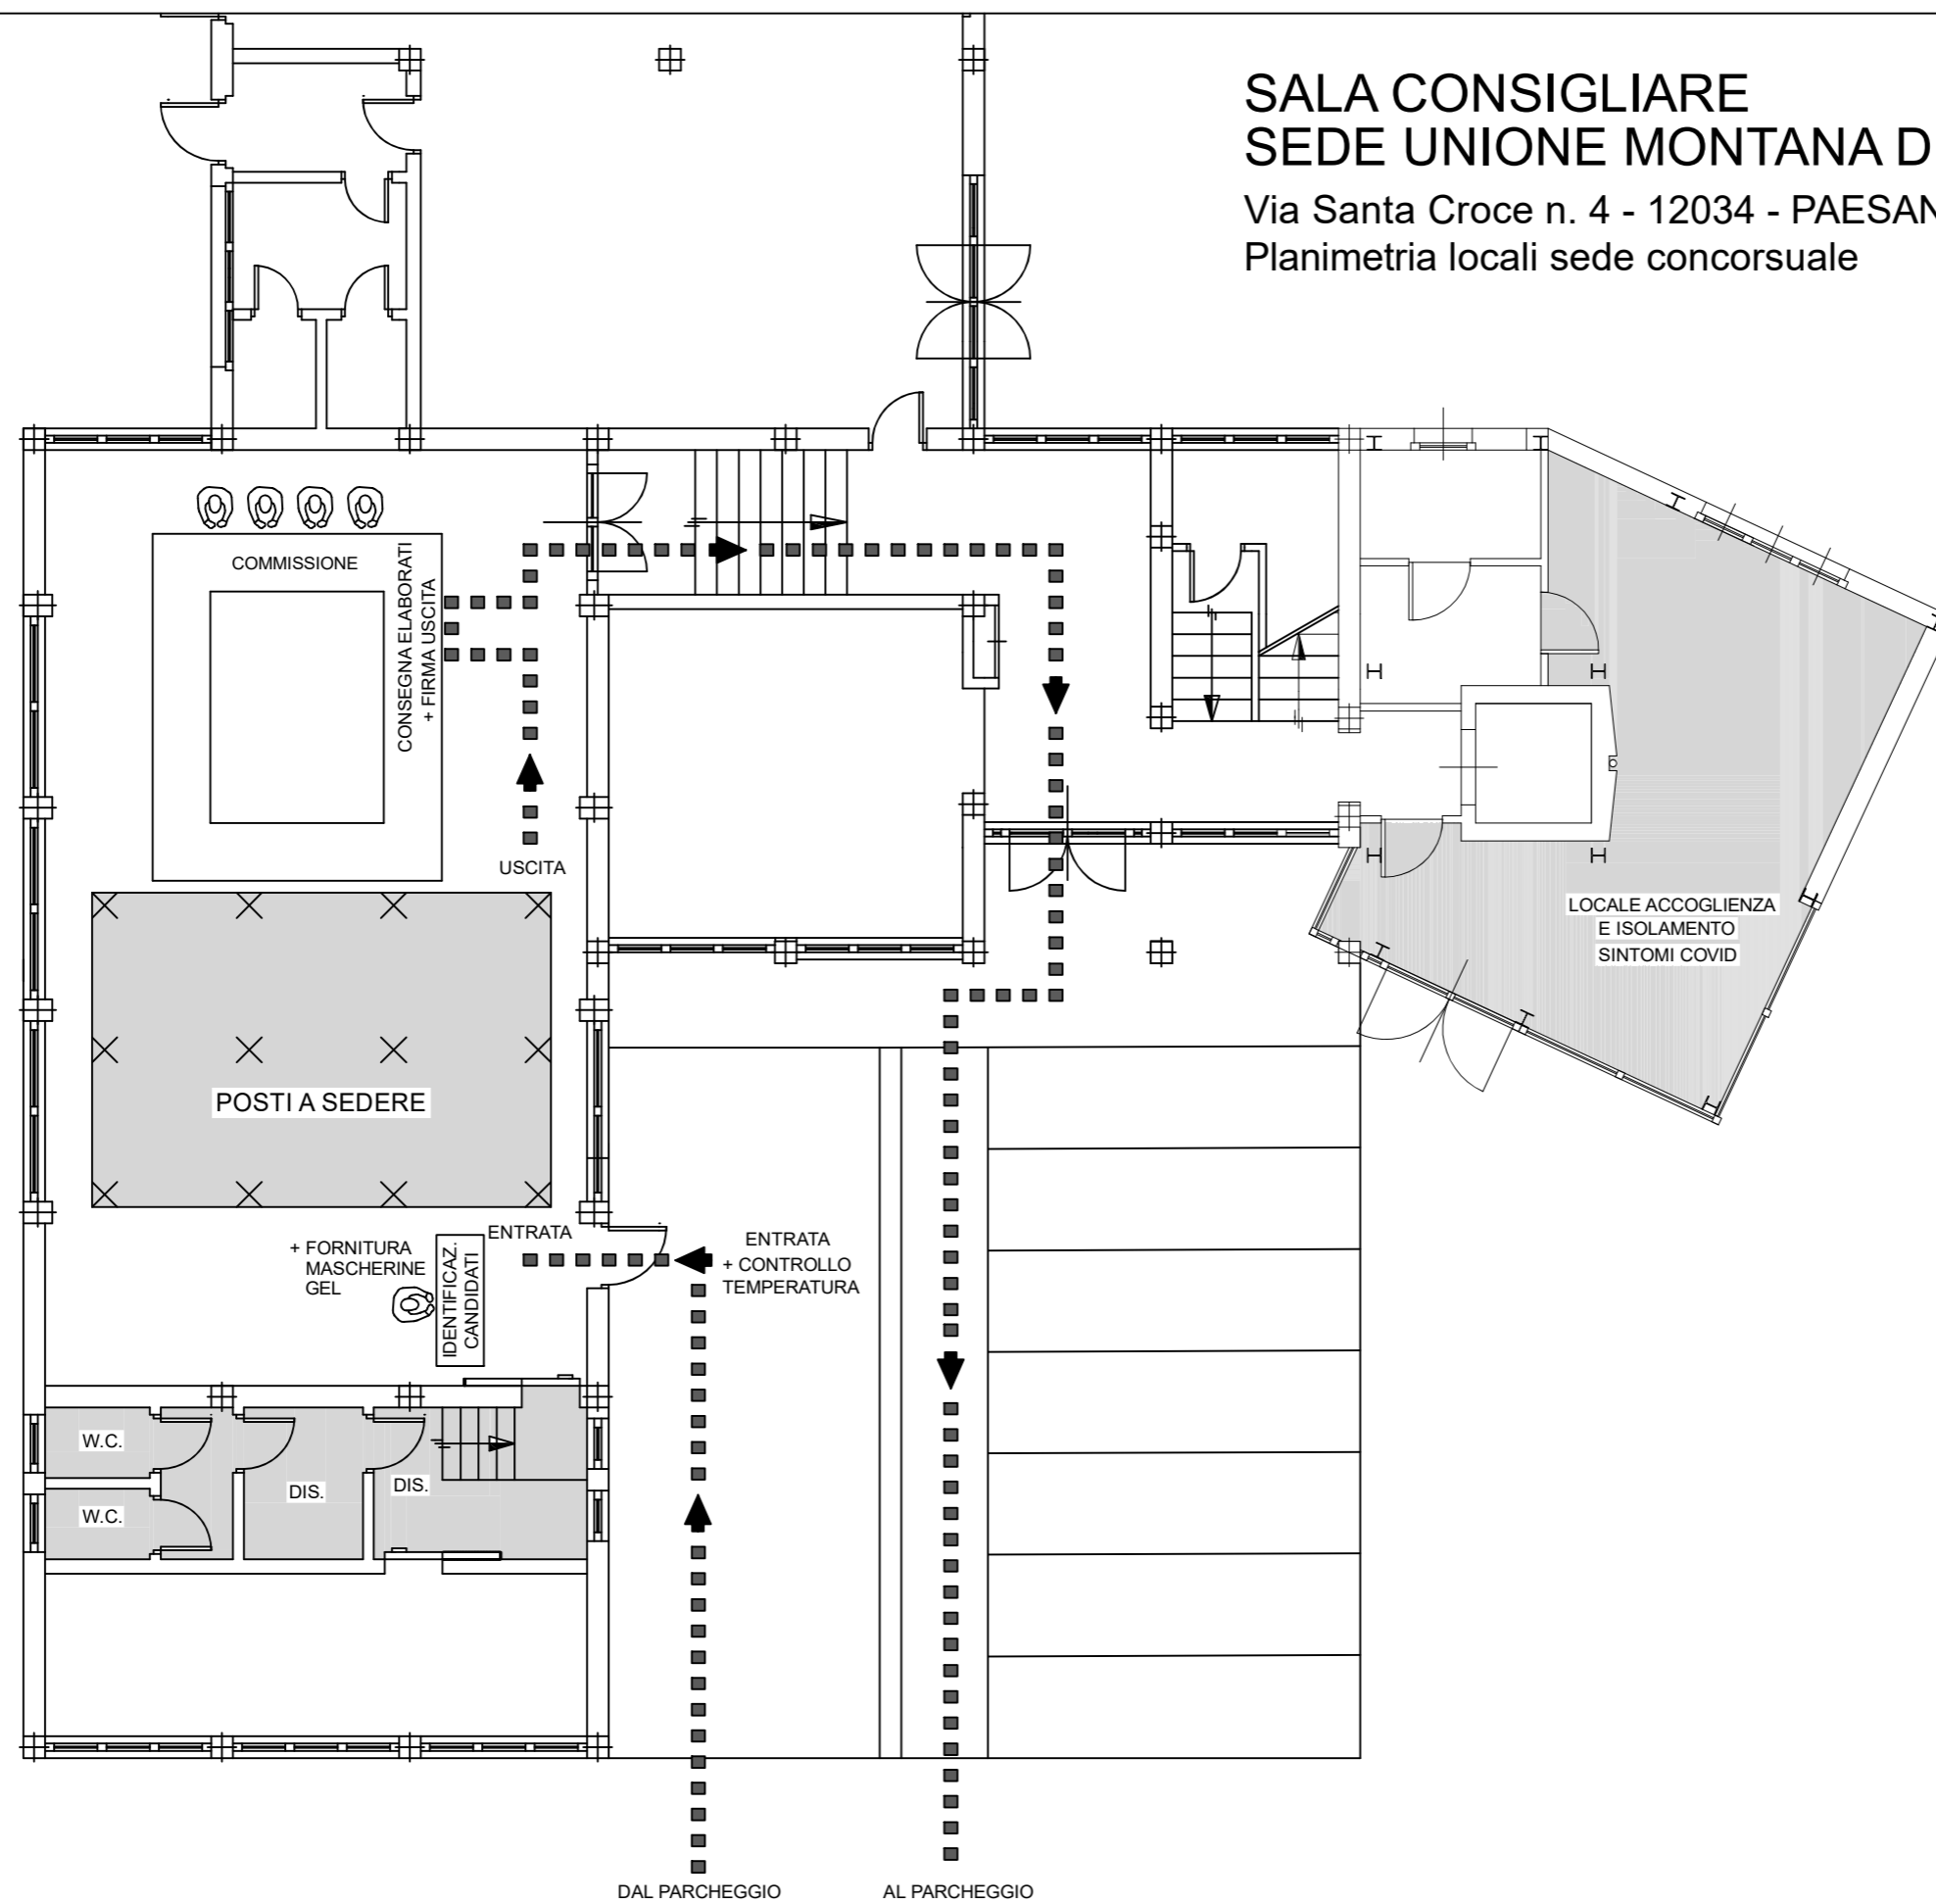 SALA CONSIGLIARE
SEDE UNIONE MONTANA D
Via Santa Croce n. 4 - 12034 - PAESAN
Planimetria locali sede concorsuale
COMMISSIONE
CONSEGNA ELABORATI
+ FIRMA USCITA
USCITA
LOCALE ACCOGLIENZA
E ISOLAMENTO
SINTOMI COVID
POSTI A SEDERE
ENTRATA
+ FORNITURA
MASCHERINE
GEL
IDENTIFICAZ.
CANDIDATI
ENTRATA
+ CONTROLLO
TEMPERATURA
W.C.
W.C.
DIS.
DIS.
DAL PARCHEGGIO
AL PARCHEGGIO